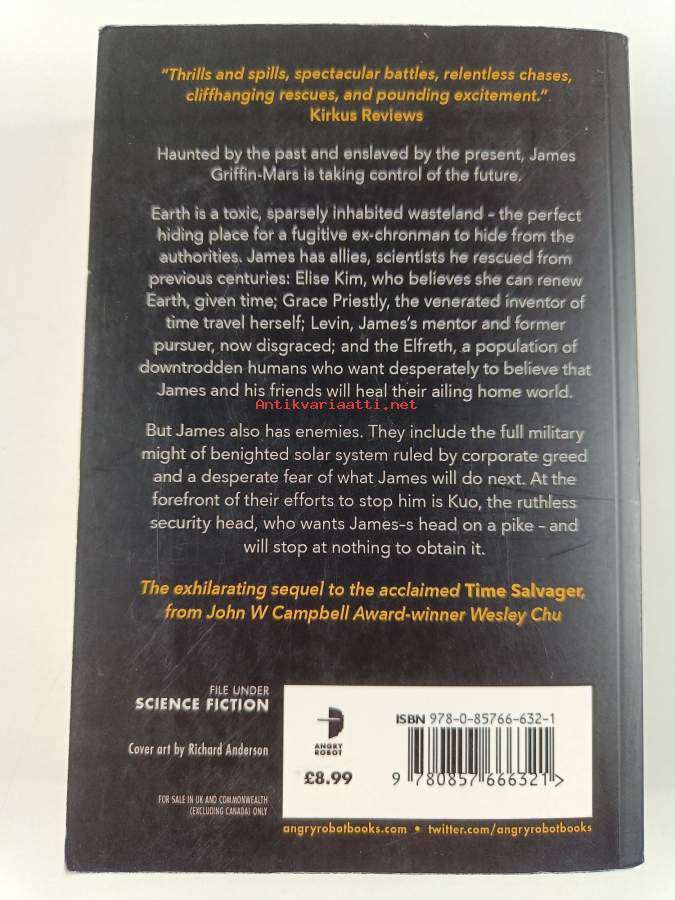 "Thrills and spills, spectacular battles, relentless chases,
cliffhanging rescues, and pounding excitement."
Kirkus Reviews
Haunted by the past and enslaved by the present, James
Griffin-Mars is taking control of the future.
Earth is a toxic, sparsely inhabited wasteland – the perfect
hiding place for a fugitive ex-chronman to hide from the
authorities. James has allies, scientists he rescued from
previous centuries: Elise Kim, who believes she can renew
Earth, given time; Grace Priestly, the venerated inventor of
time travel herself; Levin, James's mentor and former
pursuer, now disgraced; and the Elfreth, a population of
downtrodden humans who want desperately to believe that
James and his friends will heal their ailing home world.
Antikvariaatti.net
But James also has enemies. They include the full military
might of benighted solar system ruled by corporate greed
and a desperate fear of what James will do next. At the
forefront of their efforts to stop him is Kuo, the ruthless
security head, who wants James–s head on a pike – and
will stop at nothing to obtain it.
The exhilarating sequel to the acclaimed Time Salvager,
from John W Campbell Award-winner Wesley Chu
FILE UNDER
SCIENCE FICTION
Cover art by Richard Anderson
FOR SALE IN UK AND COMMONWEALTH
(EXCLUDING CANADA) ONLY
ANGRY
ROBOT
£8.99
ISBN 978-0-85766-632-1
9 780857 666321 >
angryrobotbooks.com • twitter.com/angryrobotbooks